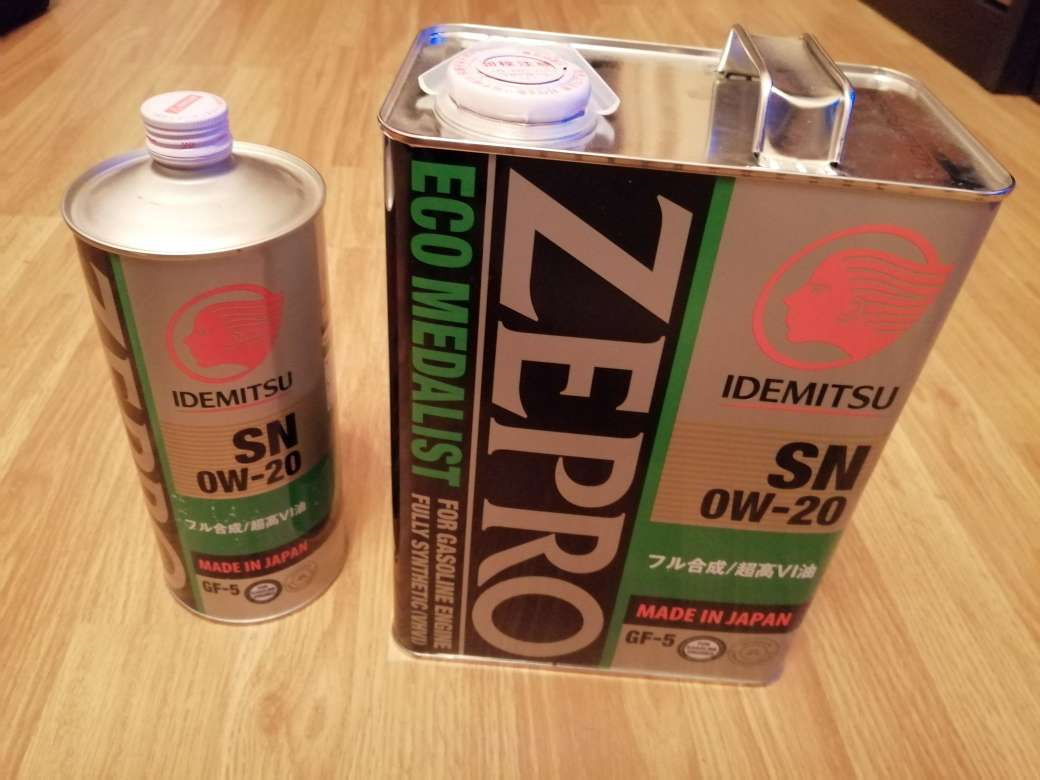 ZEPRO
IDEMITSU
SN
0W-20
フル合成/超高VI油
MADE IN JAPAN
GF-5
ECO MEDALIST
FOR GASOLINE ENGINE
FULLY SYNTHETIC (VHVI)
ZEPRO
IDEMITSU
SN
0W-20
フル合成/超高VI油
MADE IN JAPAN
GF-5